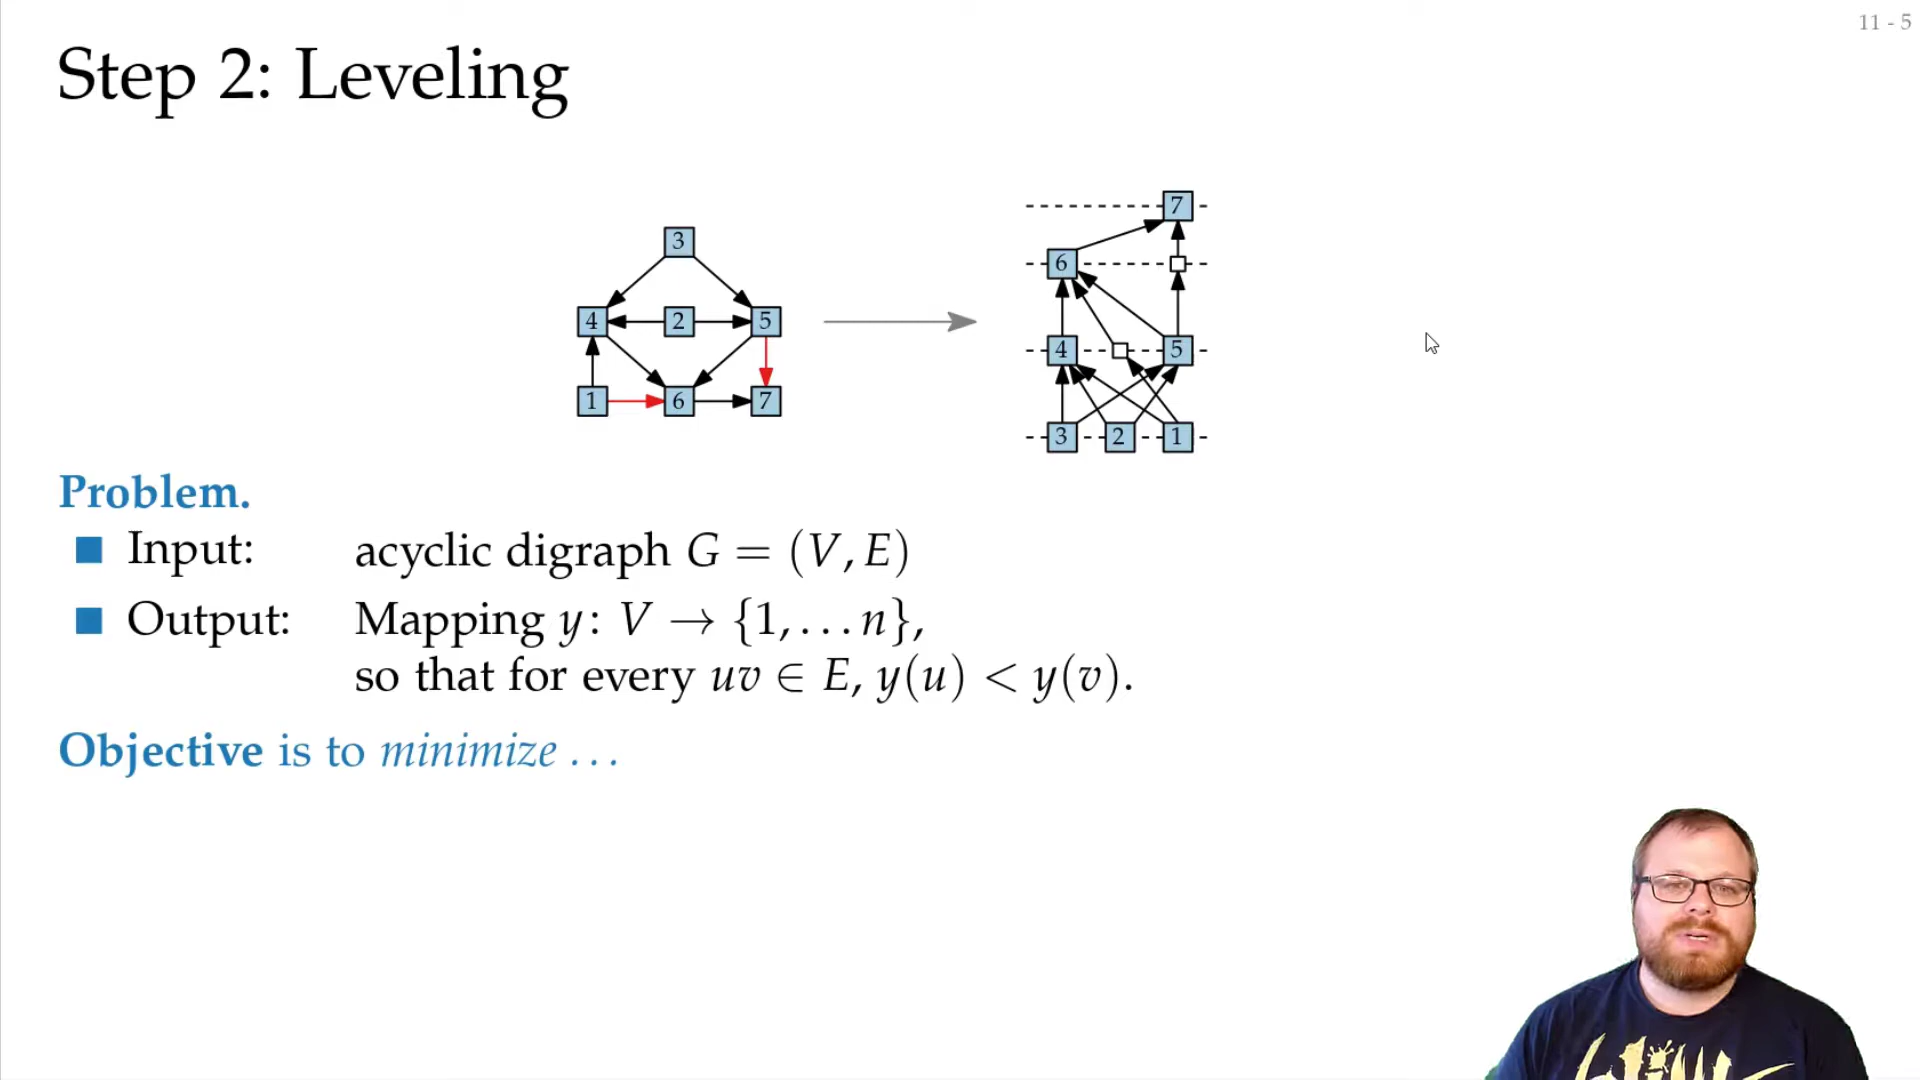 11 - 5
Step 2: Leveling
3
4 2 5
1 6 7
7
6
4 5
3 2 1
Problem.
Input: acyclic digraph G = (V, E)
Output: Mapping y: V → {1, . . . n},
so that for every uv ∈ E, y(u) < y(v).
Objective is to minimize . . .